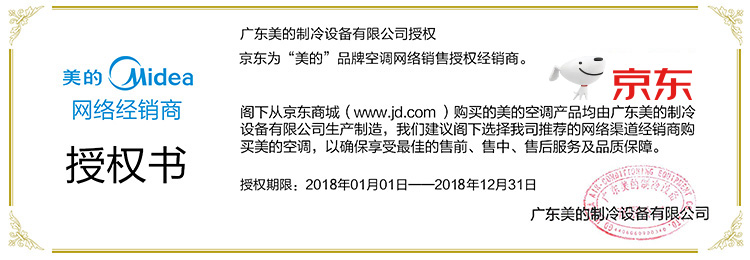 美的 Midea
网络经销商
授权书
广东美的制冷设备有限公司授权
京东为“美的”品牌空调网络销售授权经销商。
京东
阁下从京东商城（www.jd.com ）购买的美的空调产品均由广东美的制冷
设备有限公司生产制造，我们建议阁下选择我司推荐的网络渠道经销商购
买美的空调，以确保享受最佳的售前、售中、售后服务及品质保障。
授权期限：2018年01月01日——2018年12月31日
广东美的制冷设备
广东美的制冷设备有限公司